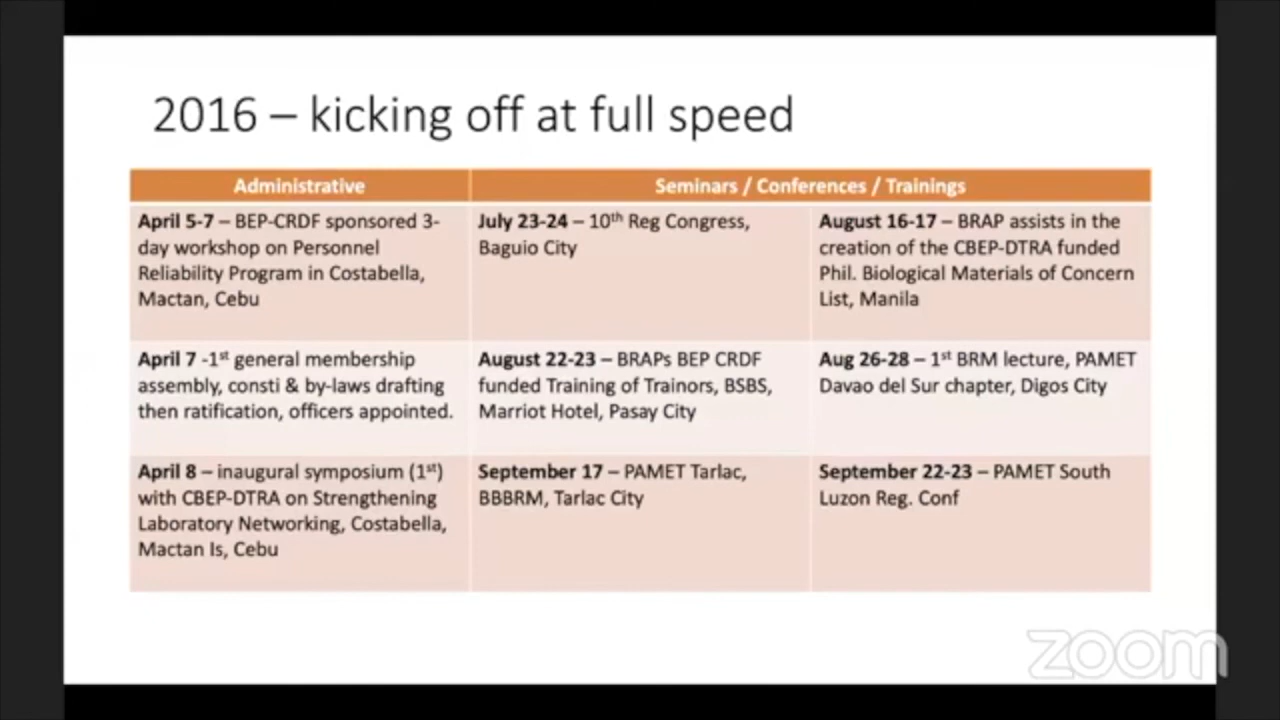 2016 – kicking off at full speed
Administrative
Seminars / Conferences / Trainings
April 5-7 – BEP-CRDF sponsored 3-
day workshop on Personnel
Reliability Program in Costabella,
Mactan, Cebu
July 23-24 – 10th Reg Congress,
Baguio City
August 16-17 – BRAP assists in the
creation of the CBEP-DTRA funded
Phil. Biological Materials of Concern
List, Manila
April 7 -1st general membership
assembly, consti & by-laws drafting
then ratification, officers appointed.
August 22-23 – BRAPs BEP CRDF
funded Training of Trainors, BSBS,
Marriot Hotel, Pasay City
Aug 26-28 – 1st BRM lecture, PAMET
Davao del Sur chapter, Digos City
April 8 – inaugural symposium (1st)
with CBEP-DTRA on Strengthening
Laboratory Networking, Costabella,
Mactan Is, Cebu
September 17 – PAMET Tarlac,
BBBRM, Tarlac City
September 22-23 – PAMET South
Luzon Reg. Conf
zoom